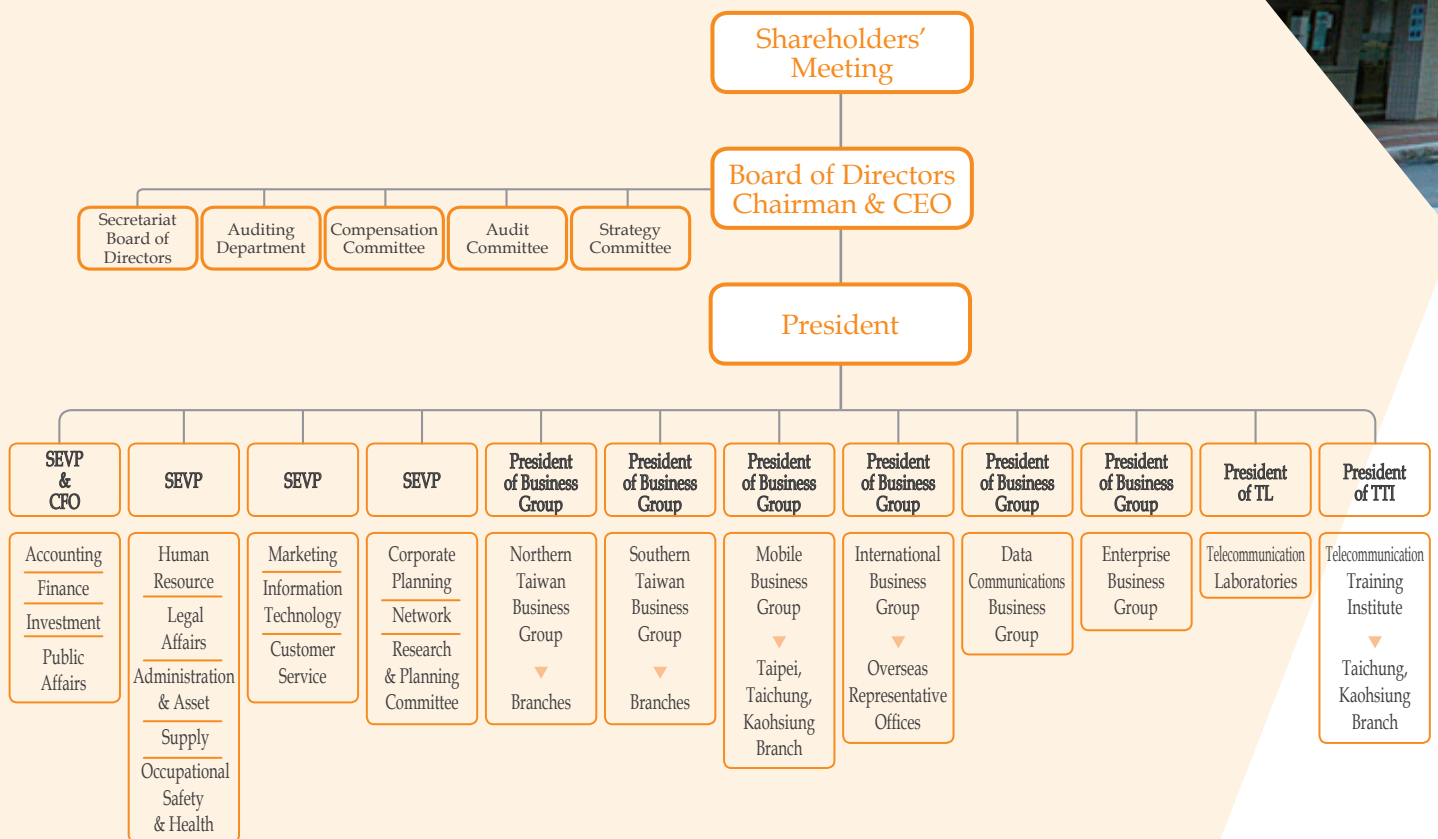 Shareholders'
Meeting
Board of Directors
Chairman & CEO
Secretariat
Board of
Directors
Auditing
Department
Compensation
Committee
Audit
Committee
Strategy
Committee
President
SEVP
&
CFO
SEVP
SEVP
SEVP
President
of Business
Group
President
of Business
Group
President
of Business
Group
President
of Business
Group
President
of Business
Group
President
of Business
Group
President
of TL
President
of TTI
Accounting
Finance
Investment
Public
Affairs
Human
Resource
Legal
Affairs
Administration
& Asset
Supply
Occupational
Safety
& Health
Marketing
Information
Technology
Customer
Service
Corporate
Planning
Network
Research
& Planning
Committee
Northern
Taiwan
Business
Group
Branches
Southern
Taiwan
Business
Group
Branches
Mobile
Business
Group
Taipei,
Taichung,
Kaohsiung
Branch
International
Business
Group
Overseas
Representative
Offices
Data
Communications
Business
Group
Enterprise
Business
Group
Telecommunication
Laboratories
Telecommunication
Training
Institute
Taichung,
Kaohsiung
Branch